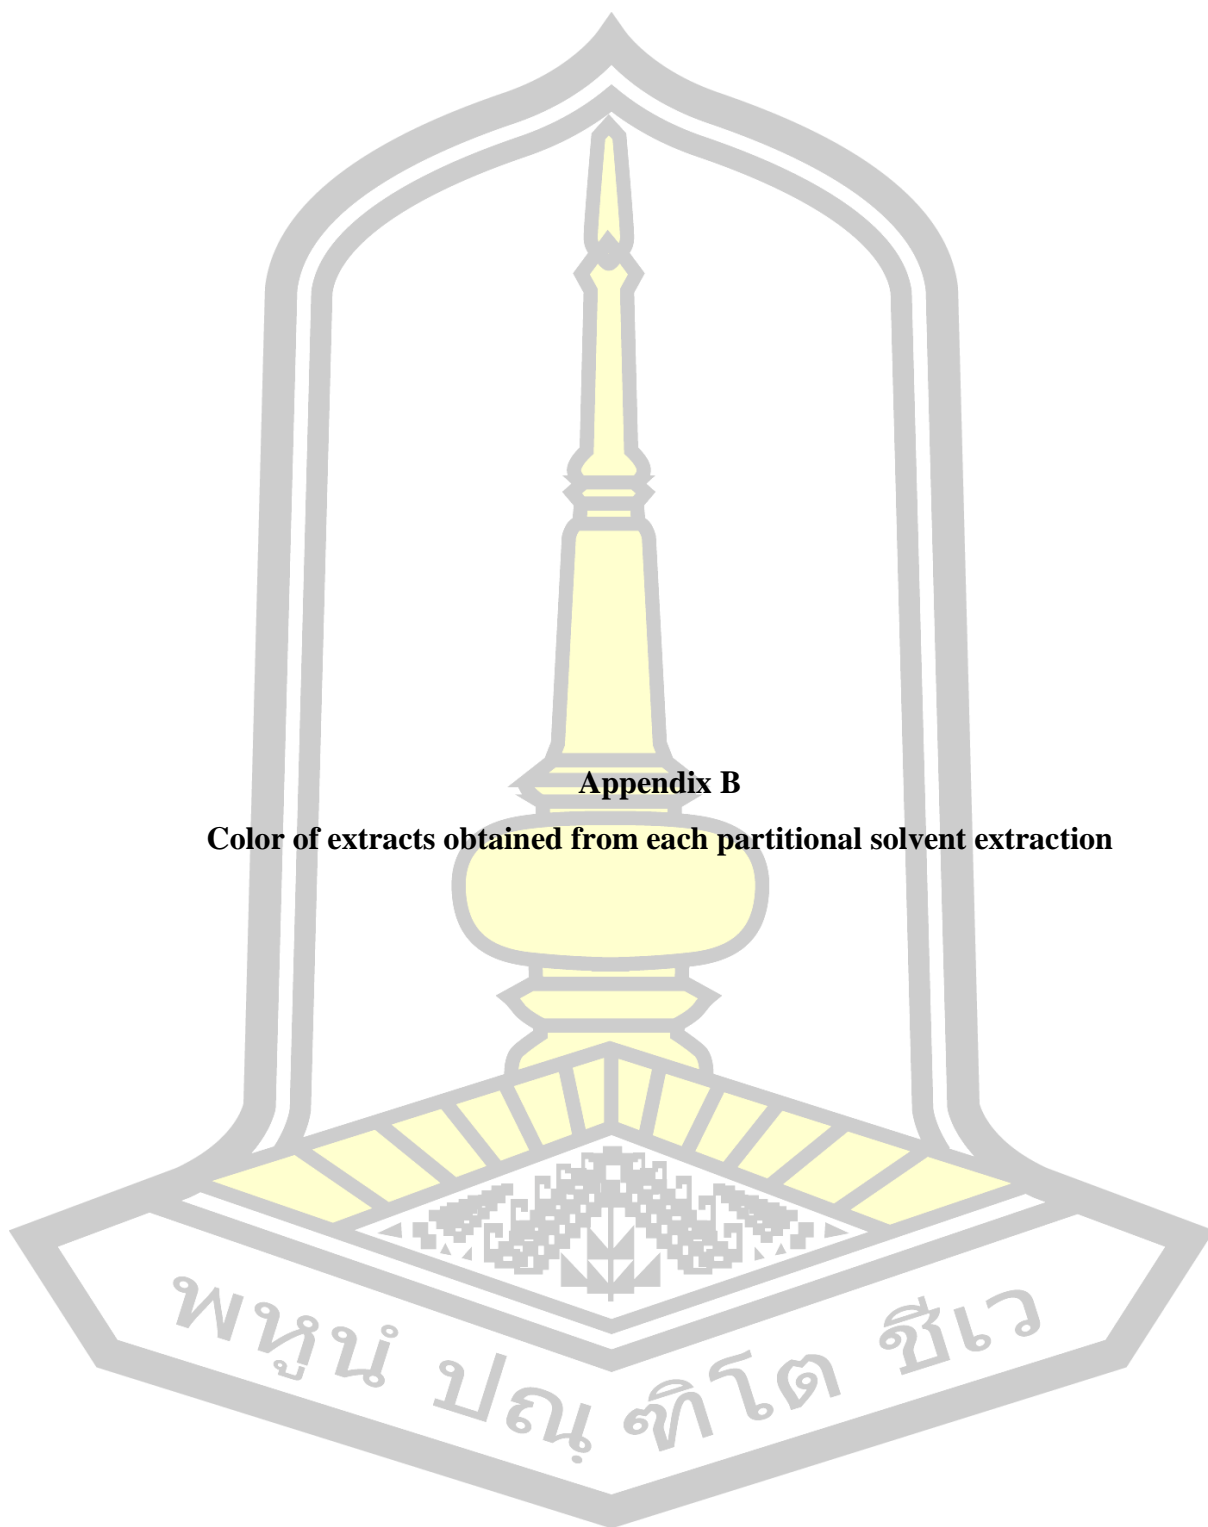 Appendix B
Color of extracts obtained from each partitional solvent extraction
พหูนํ ปณฺฑิโต ชีเว